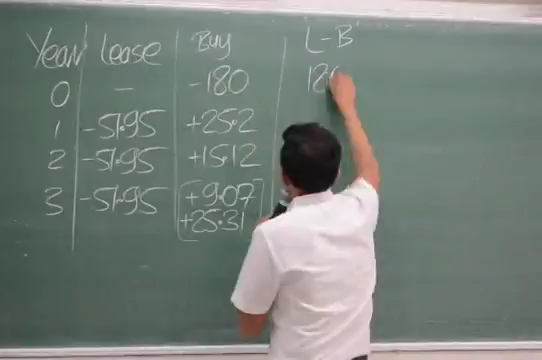 Year Lease Buy L-B
0 - -180 180
1 -51.95 +25.2
2 -51.95 +15.12
3 -51.95 +9.07
+25.31